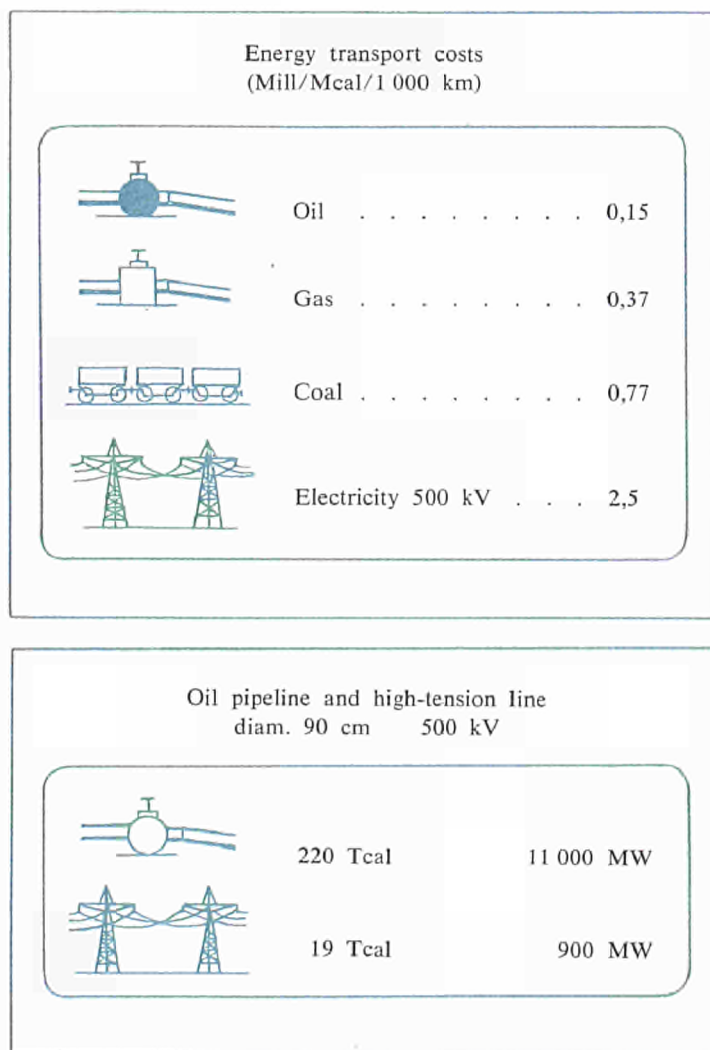 Energy transport costs
(Mill/Mcal/1 000 km)
Oil . . . . . . . . 0,15
Gas . . . . . . . . 0,37
Coal . . . . . . . . 0,77
Electricity 500 kV . . . 2,5
Oil pipeline and high-tension line
diam. 90 cm 500 kV
220 Tcal 11 000 MW
19 Tcal 900 MW